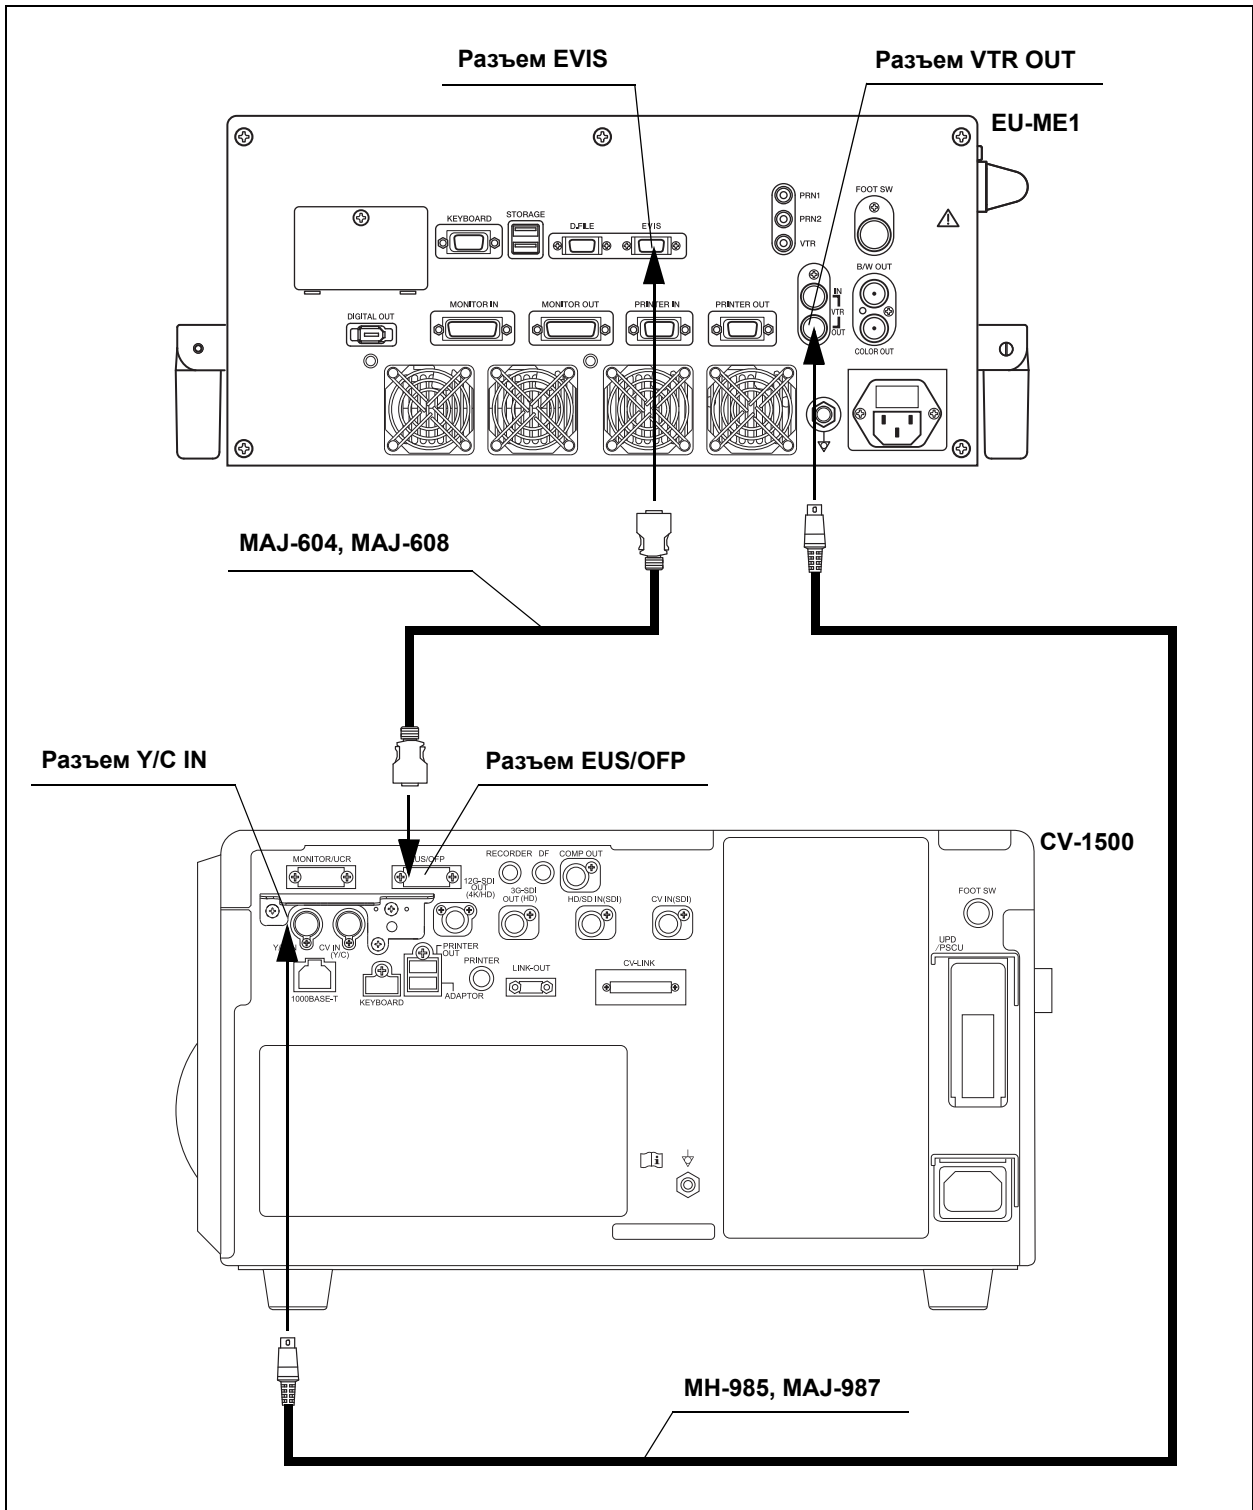 Разъем EVIS
Разъем VTR OUT
EU-ME1
PRN1
PRN2
VTR
FOOT SW
KEYBOARD
STORAGE
D.FILE
EVIS
B/W OUT
IN
VTR
OUT
COLOR OUT
DIGITAL OUT
MONITOR IN
MONITOR OUT
PRINTER IN
PRINTER OUT
MAJ-604, MAJ-608
Разъем Y/C IN
Разъем EUS/OFP
CV-1500
MONITOR/UCR
EUS/OFP
RECORDER
DF
COMP OUT
12G-SDI
OUT
(4K/HD)
3G-SDI
OUT (HD)
HD/SD IN(SDI)
CV IN(SDI)
FOOT SW
Y/C IN
CV IN
(Y/C)
PRINTER
OUT
PRINTER
LINK-OUT
CV-LINK
UPD
/PSCU
1000BASE-T
KEYBOARD
ADAPTOR
MH-985, MAJ-987